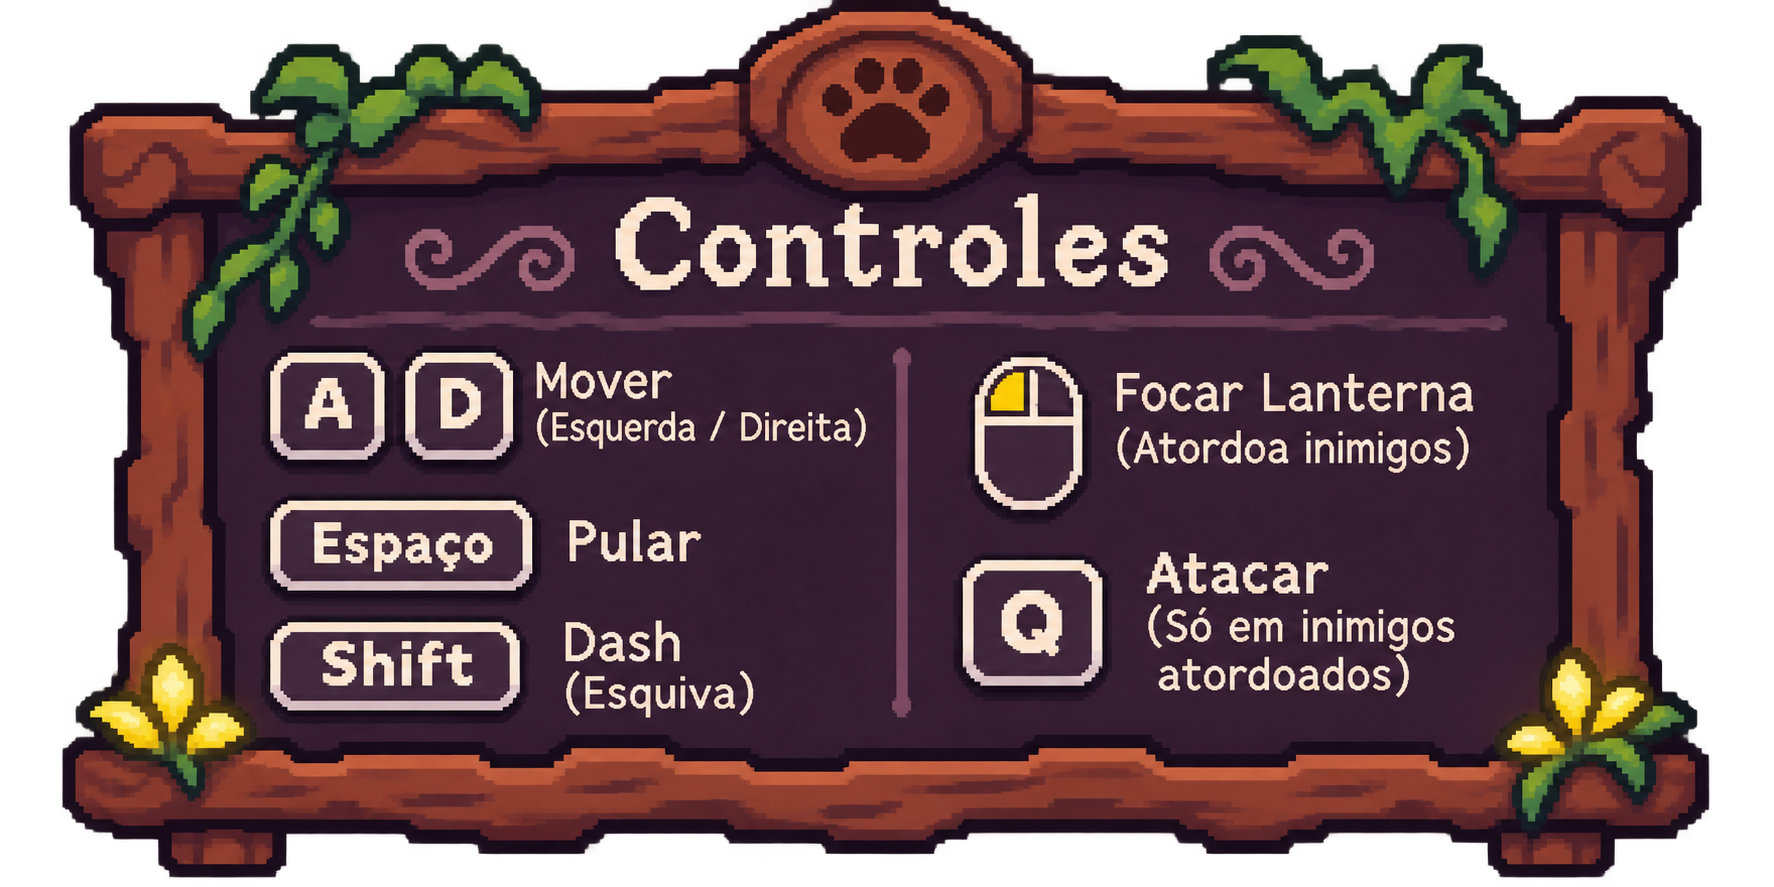 Controles
A D Mover
(Esquerda / Direita)
Espaço Pular
Shift Dash
(Esquiva)
Focar Lanterna
(Atordoa inimigos)
Q Atacar
(Só em inimigos
atordoados)